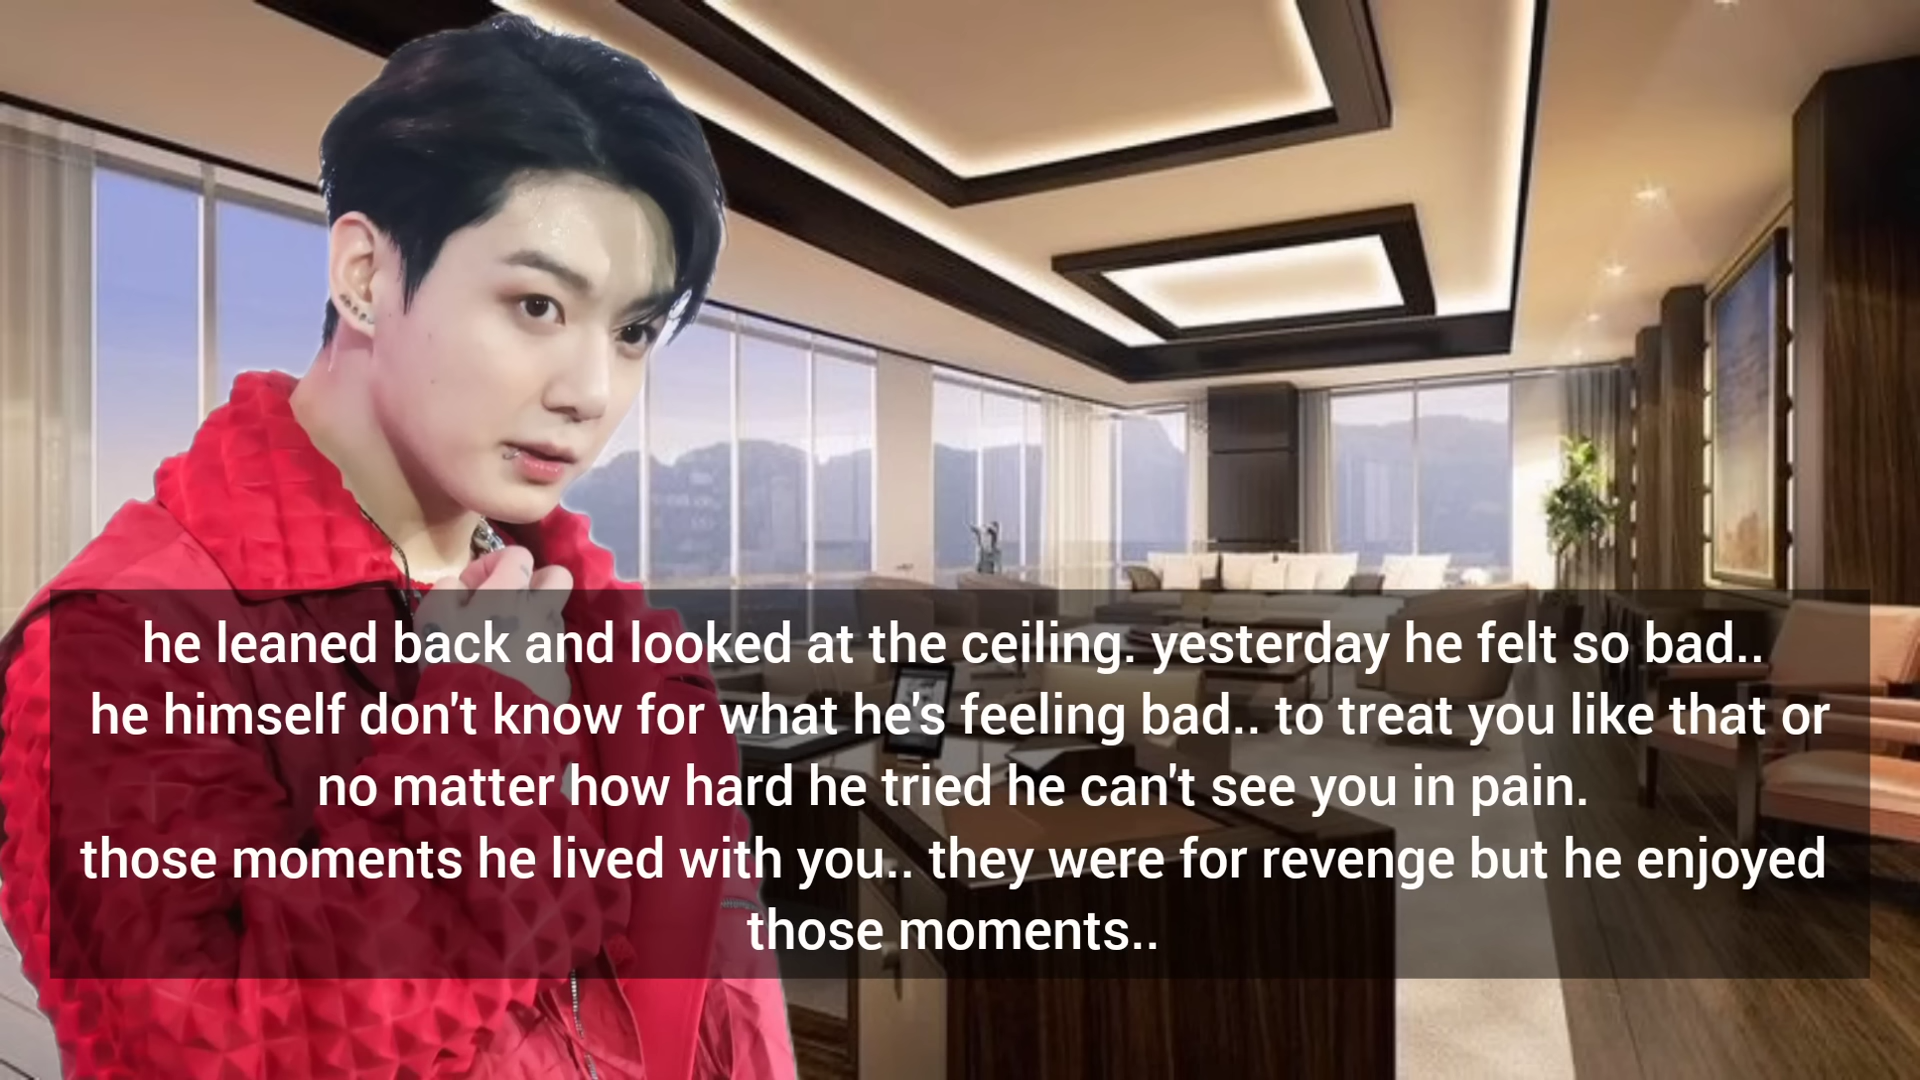 he leaned back and looked at the ceiling. yesterday he felt so bad..
he himself don't know for what he's feeling bad.. to treat you like that or
no matter how hard he tried he can't see you in pain.
those moments he lived with you.. they were for revenge but he enjoyed
those moments..